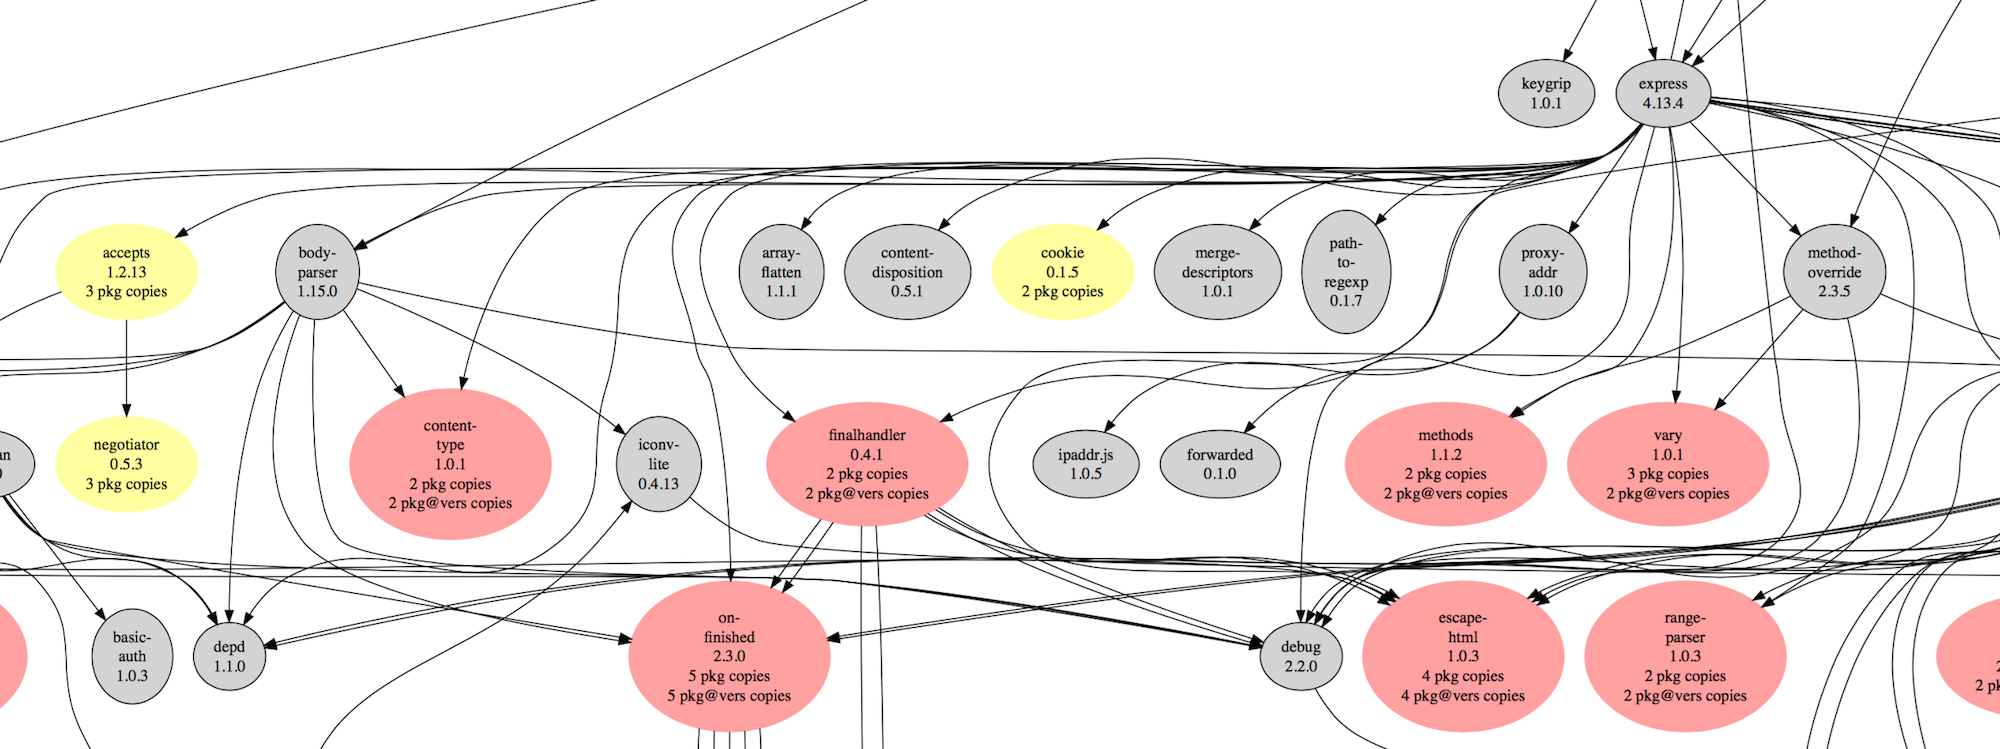 keygrip
1.0.1
express
4.13.4
accepts
1.2.13
3 pkg copies
body-
parser
1.15.0
array-
flatten
1.1.1
content-
disposition
0.5.1
cookie
0.1.5
2 pkg copies
merge-
descriptors
1.0.1
path-
to-
regexp
0.1.7
proxy-
addr
1.0.10
method-
override
2.3.5
an
negotiator
0.5.3
3 pkg copies
content-
type
1.0.1
2 pkg copies
2 pkg@vers copies
iconv-
lite
0.4.13
finalhandler
0.4.1
2 pkg copies
2 pkg@vers copies
ipaddr.js
1.0.5
forwarded
0.1.0
methods
1.1.2
2 pkg copies
2 pkg@vers copies
vary
1.0.1
3 pkg copies
2 pkg@vers copies
basic-
auth
1.0.3
depd
1.1.0
on-
finished
2.3.0
5 pkg copies
5 pkg@vers copies
debug
2.2.0
escape-
html
1.0.3
4 pkg copies
4 pkg@vers copies
range-
parser
1.0.3
2 pkg copies
2 pkg@vers copies
2 pk